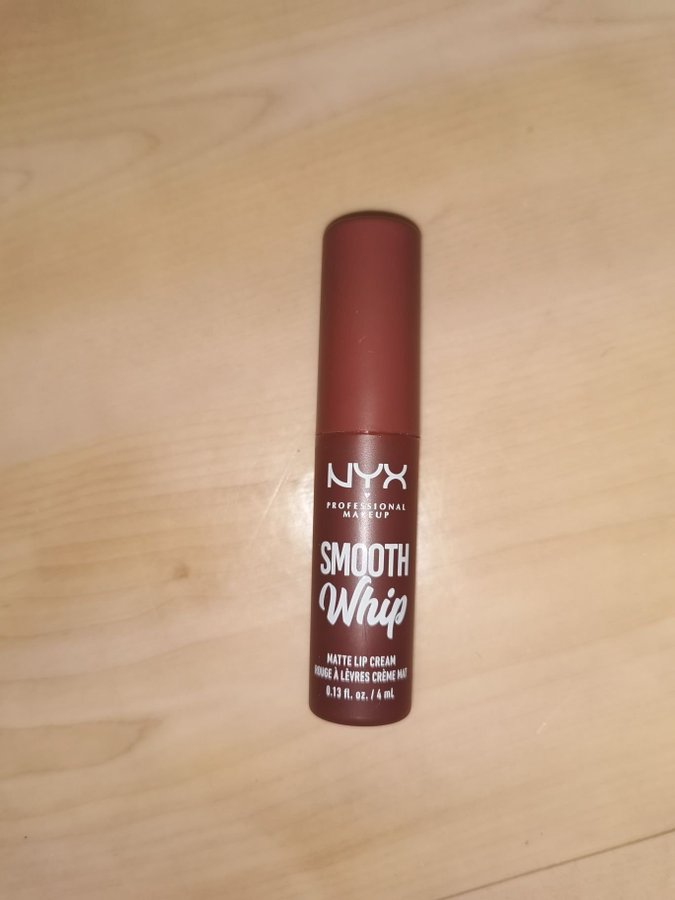 NYX
PROFESSIONAL
MAKEUP
SMOOTH
Whip
MATTE LIP CREAM
ROUGE À LÈVRES CRÈME MAT
0.13 fl. oz. / 4 mL